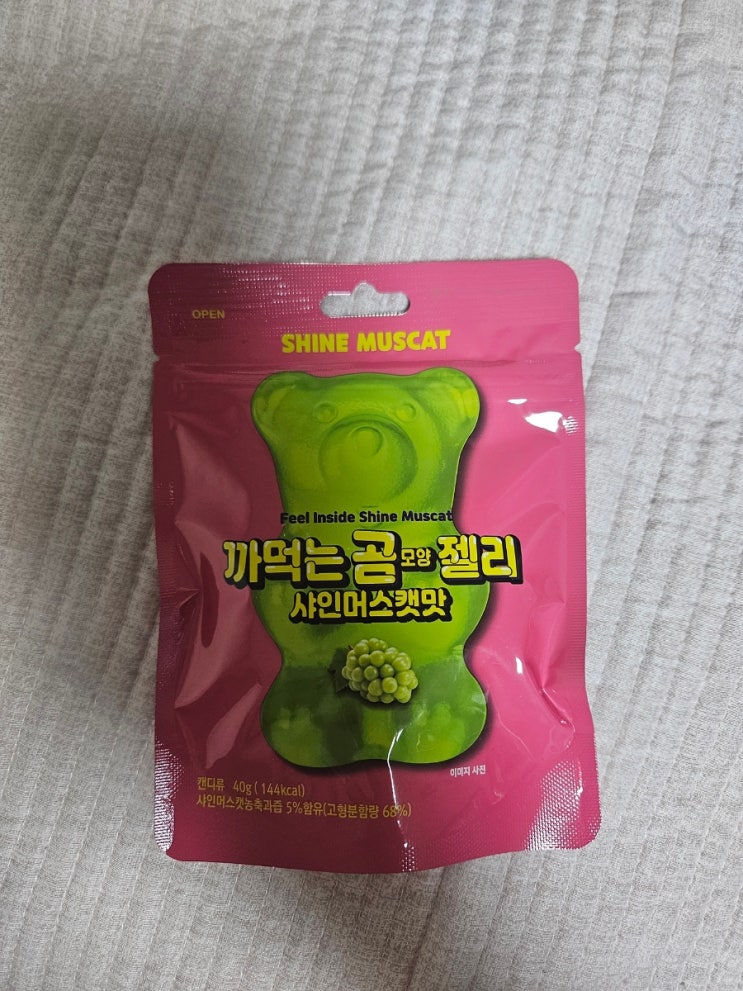 OPEN
SHINE MUSCAT
Feel Inside Shine Muscat
까먹는 곰 모양 젤리
샤인머스캣맛
이미지 사진
캔디류 40g (144kcal)
샤인머스캣농축과즙 5%함유(고형분함량 68%)